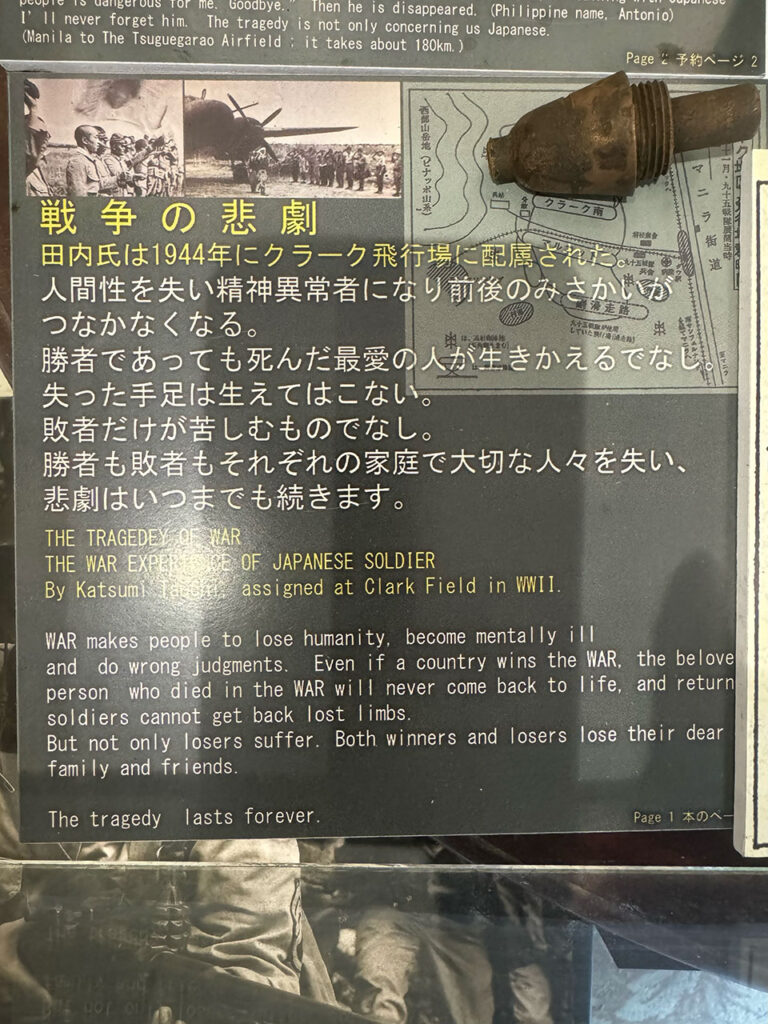 people is dangerous for me. Goodbye." Then he is disappeared. (Philippine name, Antonio)
I'll never forget him. The tragedy is not only concerning us Japanese.
(Manila to The Tsuguegarao Airfield ; it takes about 180km.)
Page 2 予約ページ 2
西部山岳地(ピナッボ山系)
クラーク南
マニラ街道
滑走路
戦争の悲劇
田内氏は1944年にクラーク飛行場に配属された。
人間性を失い精神異常者になり前後のみさかいが
つなかなくなる。
勝者であっても死んだ最愛の人が生きかえるでなし。
失った手足は生えてはこない。
敗者だけが苦しむものでなし。
勝者も敗者もそれぞれの家庭で大切な人々を失い、
悲劇はいつまでも続きます。
THE TRAGEDEY OF WAR
THE WAR EXPERIENCE OF JAPANESE SOLDIER
By Katsumi assigned at Clark Field in WWII.
WAR makes people to lose humanity, become mentally ill
and do wrong judgments. Even if a country wins the WAR, the belove
person who died in the WAR will never come back to life, and return
soldiers cannot get back lost limbs.
But not only losers suffer. Both winners and losers lose their dear
family and friends.
The tragedy lasts forever.
Page 1 本のペー